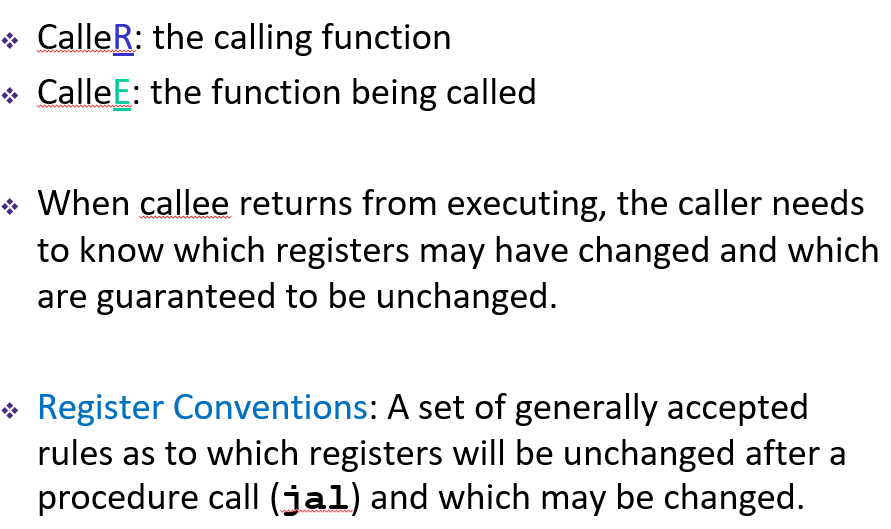 ❖ CalleR: the calling function
❖ CalleE: the function being called
❖ When callee returns from executing, the caller needs
to know which registers may have changed and which
are guaranteed to be unchanged.
❖ Register Conventions: A set of generally accepted
rules as to which registers will be unchanged after a
procedure call (jal) and which may be changed.